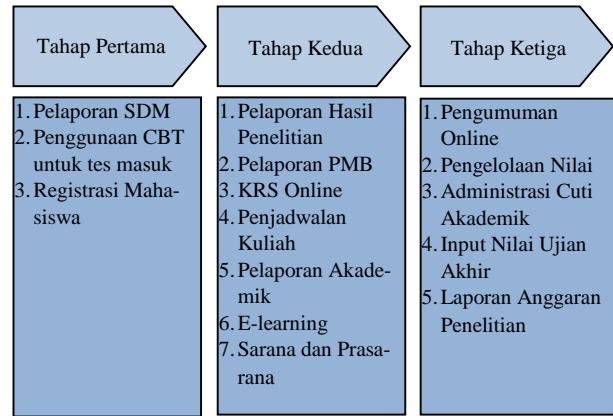 Tahap Pertama
1. Pelaporan SDM
2. Penggunaan CBT
untuk tes masuk
3. Registrasi Maha-
siswa
Tahap Kedua
1. Pelaporan Hasil
Penelitian
2. Pelaporan PMB
3. KRS Online
4. Penjadwalan
Kuliah
5. Pelaporan Akade-
mik
6. E-learning
7. Sarana dan Prasa-
rana
Tahap Ketiga
1. Pengumuman
Online
2. Pengelolaan Nilai
3. Administrasi Cuti
Akademik
4. Input Nilai Ujian
Akhir
5. Laporan Anggaran
Penelitian